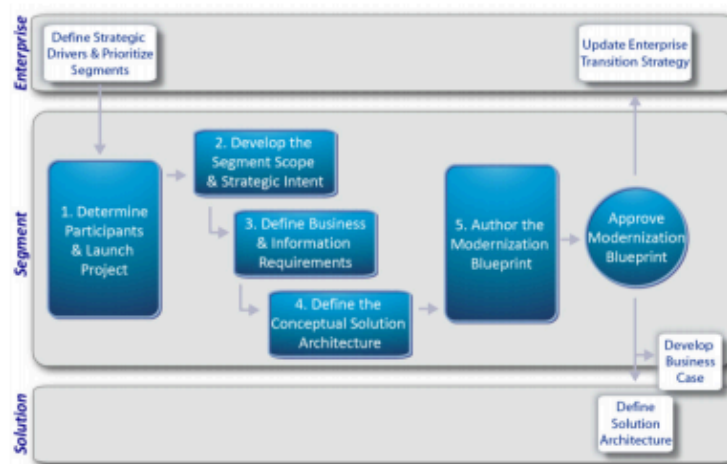 Enterprise
Define Strategic
Drivers & Prioritize
Segments
Update Enterprise
Transition Strategy
Segment
1. Determine
Participants
& Launch
Project
2. Develop the
Segment Scope
& Strategic Intent
3. Define Business
& Information
Requirements
4. Define the
Conceptual Solution
Architecture
5. Author the
Modernization
Blueprint
Approve
Modernization
Blueprint
Develop
Business
Case
Solution
Define
Solution
Architecture